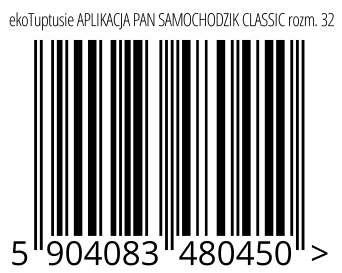 ekoTuptusie APLIKACJA PAN SAMOCHODZIK CLASSIC rozm. 32
5 904083 480450 >